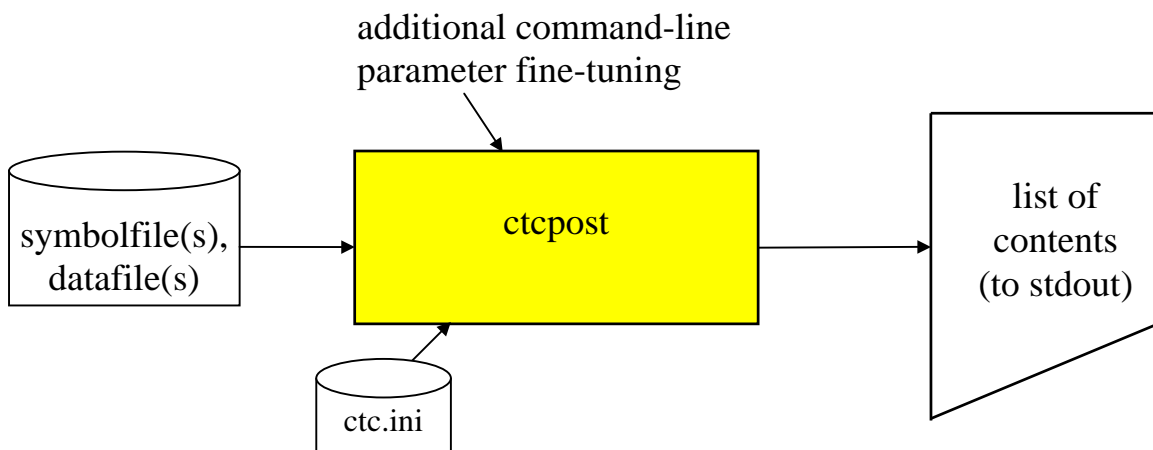 additional command-line
parameter fine-tuning
symbolfile(s),
datafile(s)
ctcpost
list of
contents
(to stdout)
ctc.ini